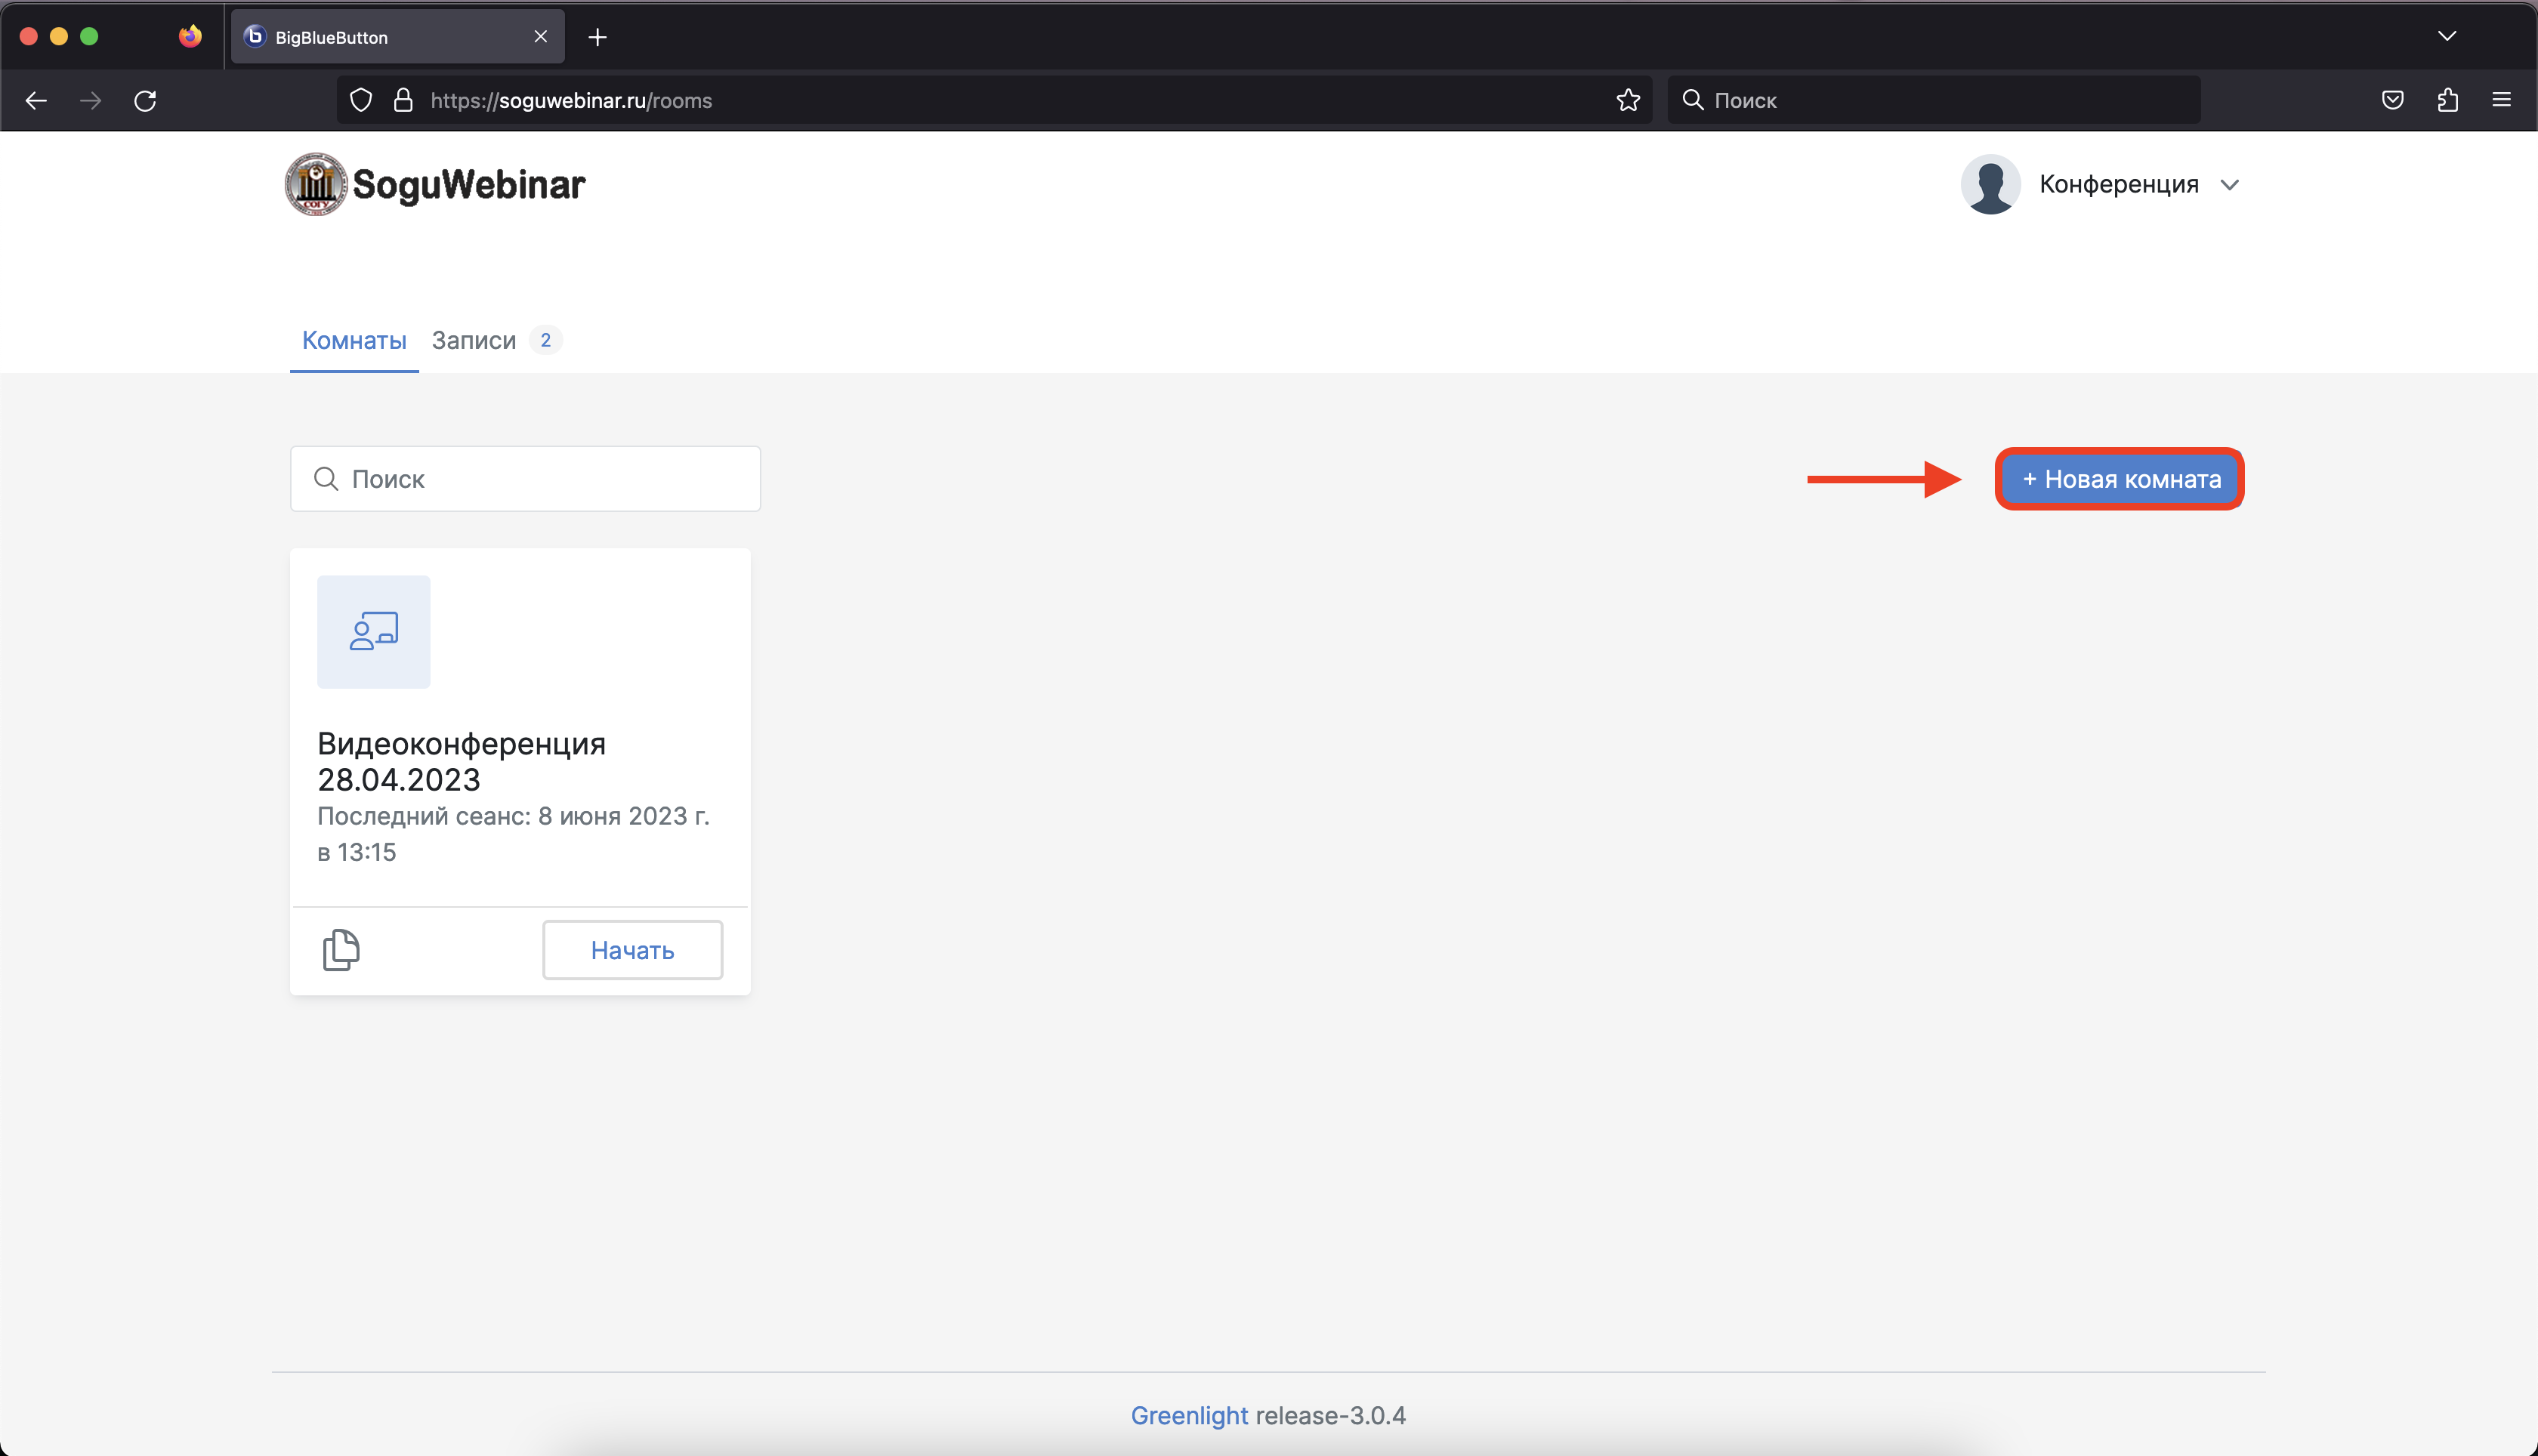 BigBlueButton
https://soguwebinar.ru/rooms
Поиск
СОГУ
SoguWebinar
Конференция
Комнаты
Записи 2
Поиск
+ Новая комната
Видеоконференция
28.04.2023
Последний сеанс: 8 июня 2023 г.
в 13:15
Начать
Greenlight release-3.0.4